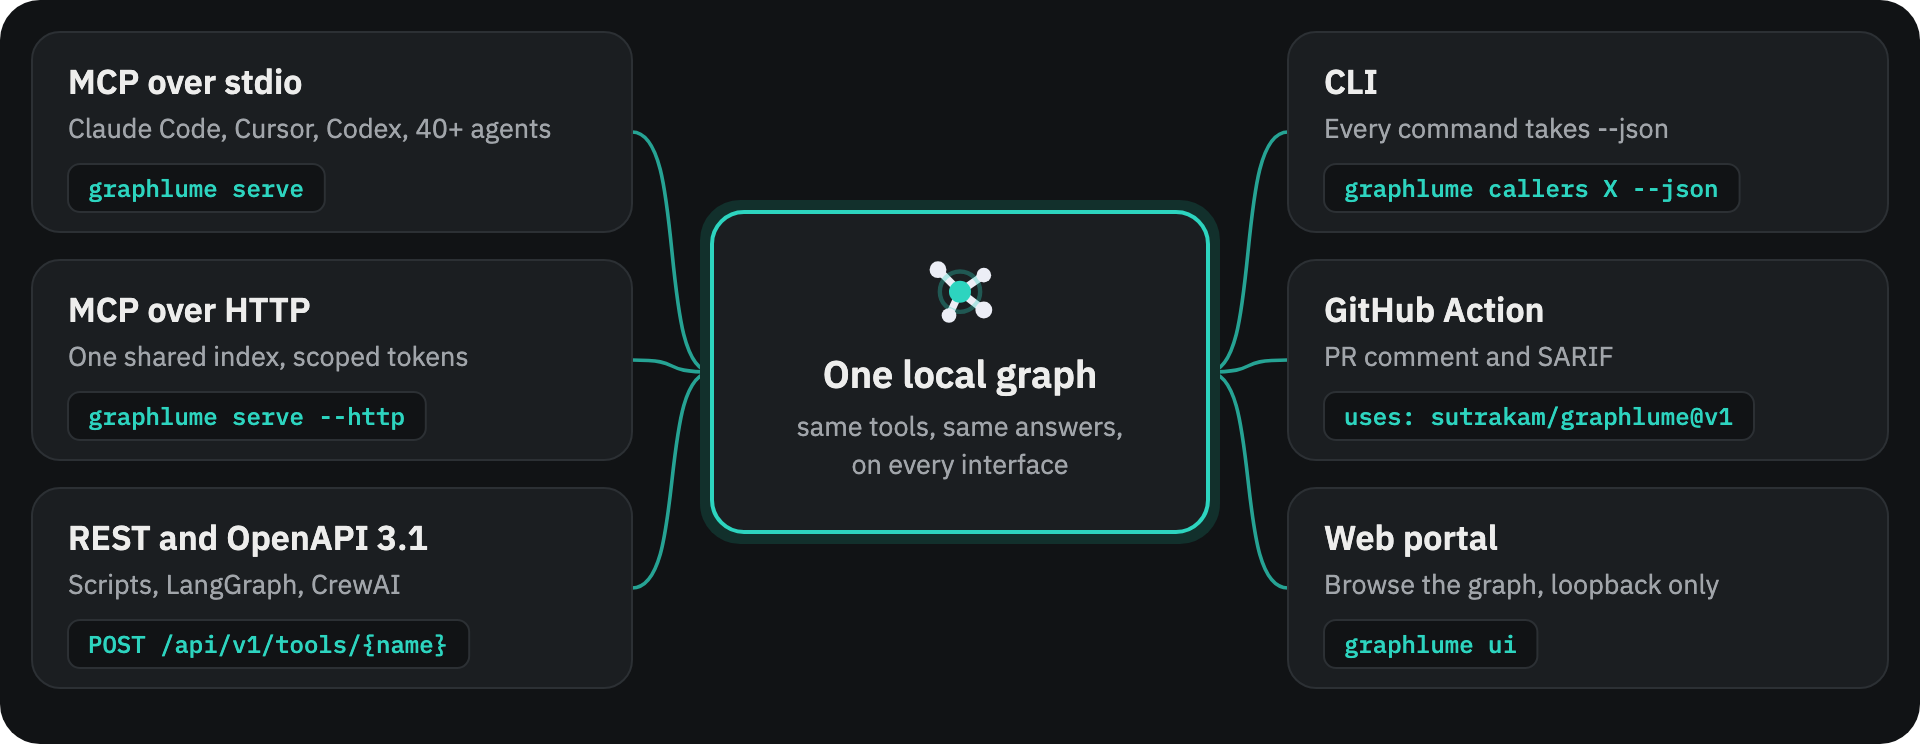 MCP over stdio
Claude Code, Cursor, Codex, 40+ agents
graphlume serve
MCP over HTTP
One shared index, scoped tokens
graphlume serve --http
REST and OpenAPI 3.1
Scripts, LangGraph, CrewAI
POST /api/v1/tools/{name}
One local graph
same tools, same answers,
on every interface
CLI
Every command takes --json
graphlume callers X --json
GitHub Action
PR comment and SARIF
uses: sutrakam/graphlume@v1
Web portal
Browse the graph, loopback only
graphlume ui